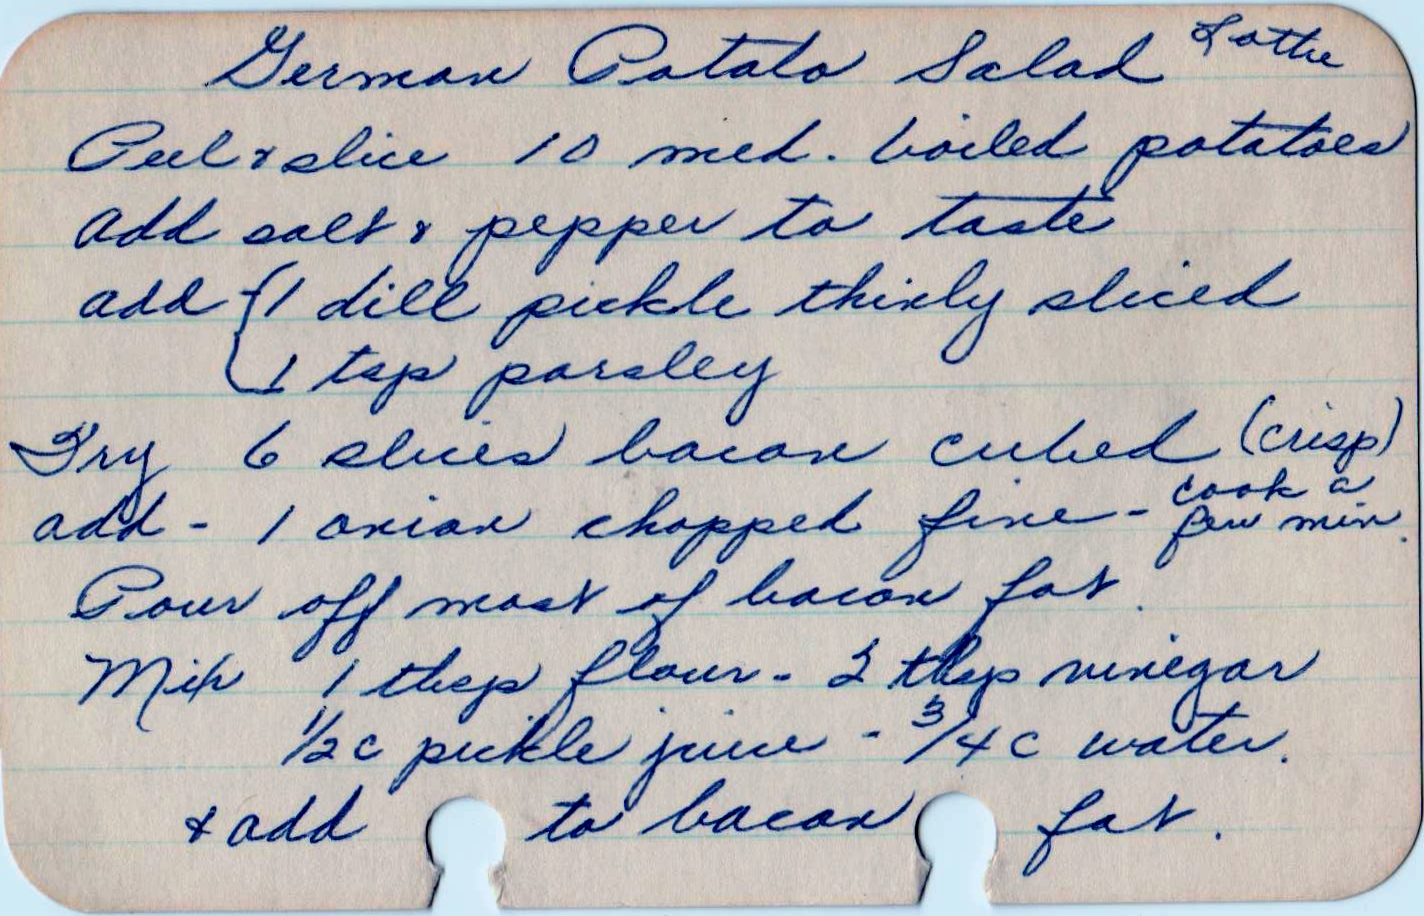 German Potato Salad Lottie
Peel & slice 10 med. boiled potatoes
add salt & pepper to taste
add { 1 dill pickle thinly sliced
1 tsp parsley
Fry 6 slices bacon cubed (crisp)
add - 1 onion chopped fine - cook a few min.
Pour off most of bacon fat.
Mix 1 tbsp flour - 2 tbsp vinegar
1/2 c pickle juice - 3/4 c water.
& add to bacon fat.